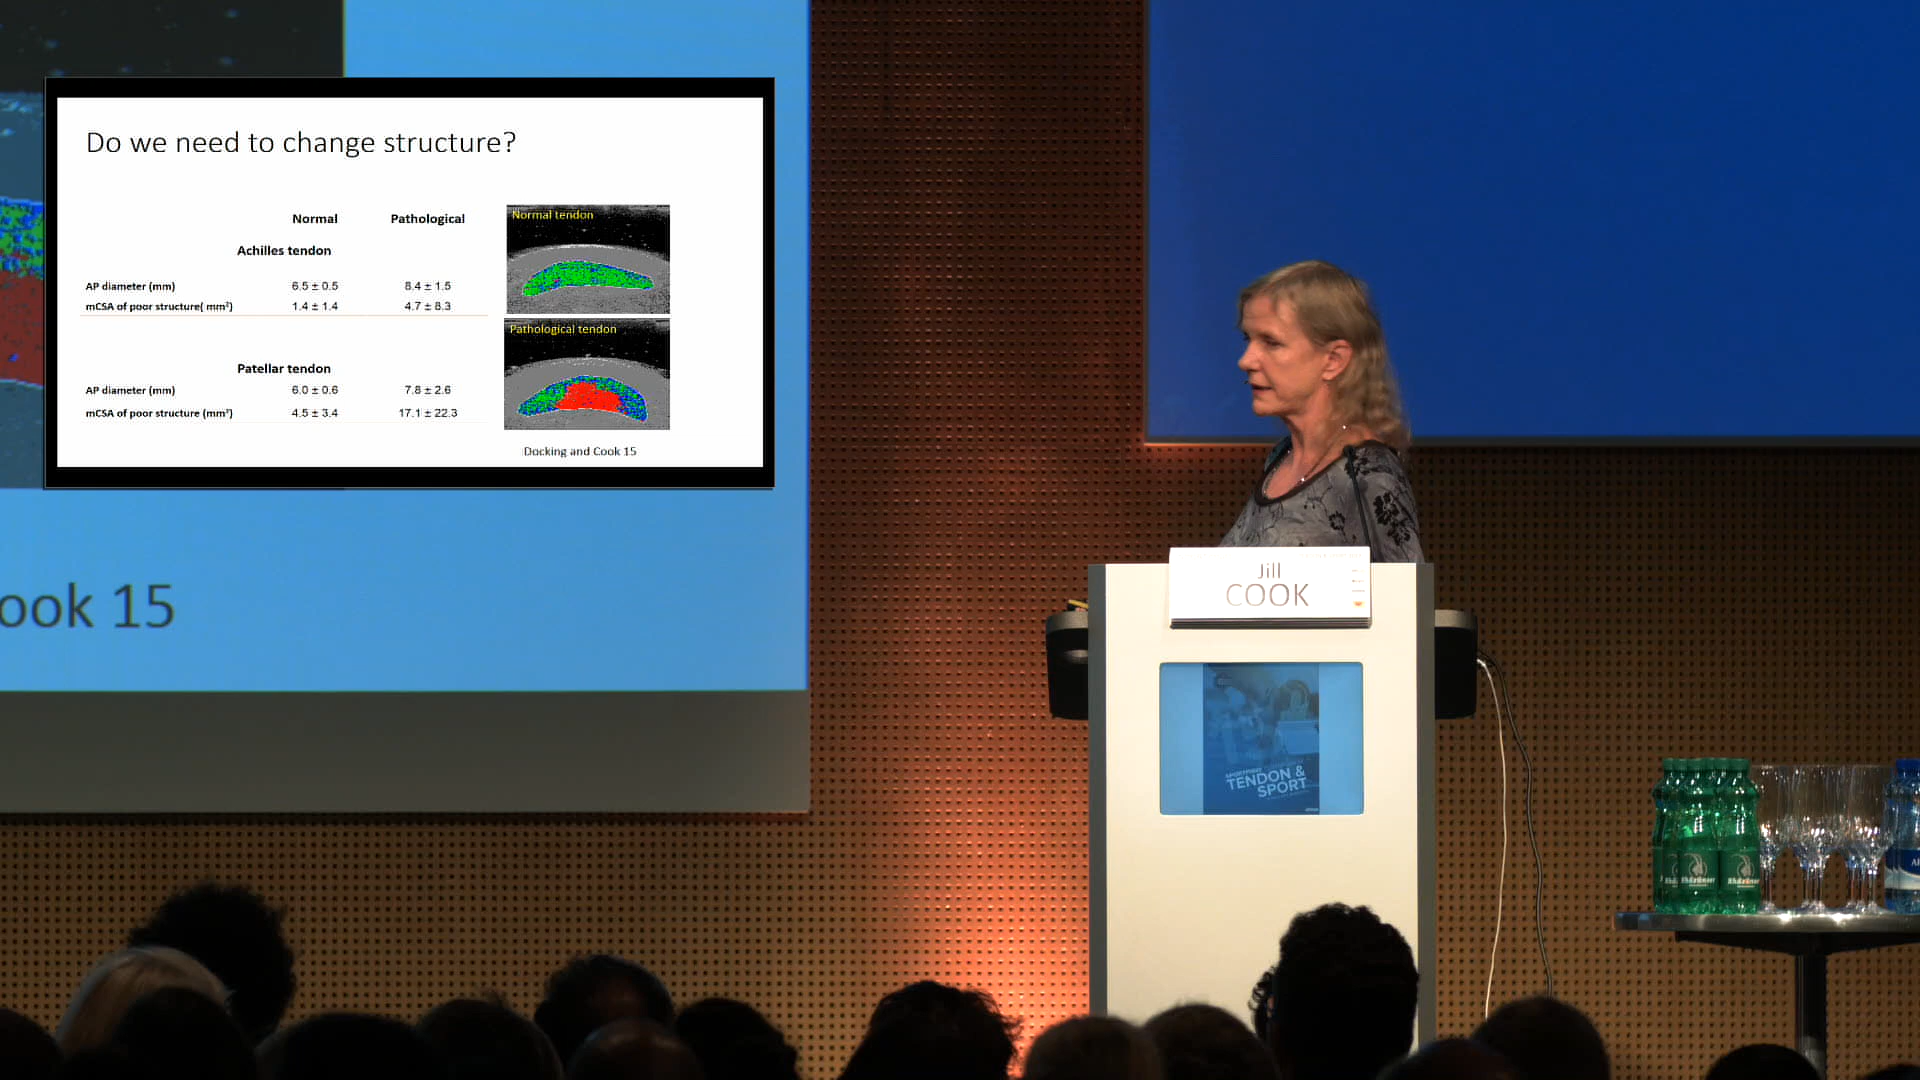 Do we need to change structure?
Normal Pathological
Achilles tendon
AP diameter (mm) 6.5 ± 0.5 8.4 ± 1.5
mCSA of poor structure( mm²) 1.4 ± 1.4 4.7 ± 8.3
Patellar tendon
AP diameter (mm) 6.0 ± 0.6 7.8 ± 2.6
mCSA of poor structure (mm²) 4.5 ± 3.4 17.1 ± 22.3
Normal tendon
Pathological tendon
Docking and Cook 15
ook 15
Jill
COOK
TENDON &
SPORT